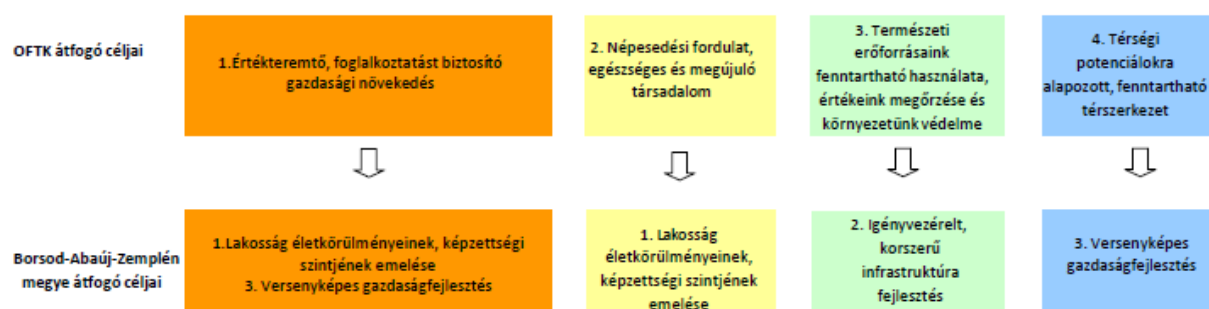 OFTK átfogó céljai
1.Értékteremtő, foglalkoztatást biztosító
gazdasági növekedés
2. Népesedési fordulat,
egészséges és megújuló
társadalom
3. Természeti
erőforrásaink
fenntartható használata,
értékeink megőrzése és
környezetünk védelme
4. Térségi
potenciálokra
alapozott, fenntartható
térszerkezet
Borsod-Abaúj-Zemplén
megye átfogó céljai
1.Lakosság életkörülményeinek, képzettségi
szintjének emelése
3. Versenyképes gazdaságfejlesztés
1. Lakosság
életkörülményeinek,
képzettségi szintjének
emelése
2. Igényvezérelt,
korszerű
infrastruktúra
fejlesztés
3. Versenyképes
gazdaságfejlesztés